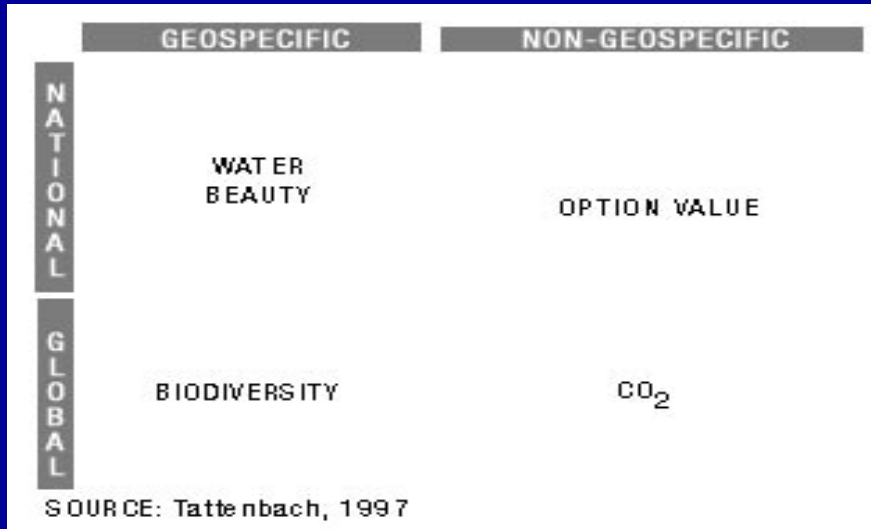 GEOSPECIFIC NON-GEOSPECIFIC
NATIONAL
WATER
BEAUTY
OPTION VALUE
GLOBAL
BIODIVERSITY CO₂
SOURCE: Tattenbach, 1997